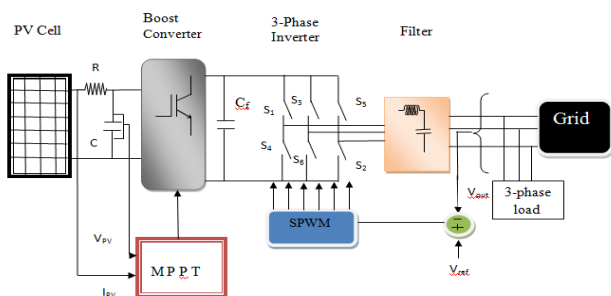 PV Cell
Boost
Converter
3-Phase
Inverter
Filter
R
C
Cf
S1
S3
S5
S4
S6
S2
Grid
Vout
3-phase
load
SPWM
Vref
VPV
MPPT
IPV